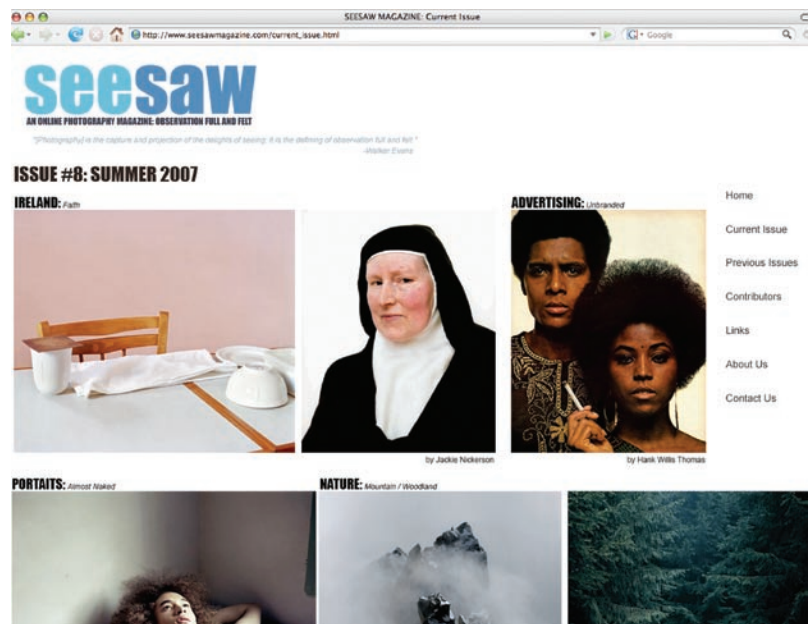 SEESAW MAGAZINE: Current Issue
http://www.seesawmagazine.com/current_issue.html
Google
seesaw
AN ONLINE PHOTOGRAPHY MAGAZINE: OBSERVATION FULL AND FELT
"[Photography] is the capture and projection of the delights of seeing; it is the defining of observation full and felt."
-Walker Evans
ISSUE #8: SUMMER 2007
IRELAND: Faith
ADVERTISING: Unbranded
Home
Current Issue
Previous Issues
Contributors
Links
About Us
Contact Us
by Jackie Nickerson
by Hank Willis Thomas
PORTAITS: Almost Naked
NATURE: Mountain / Woodland